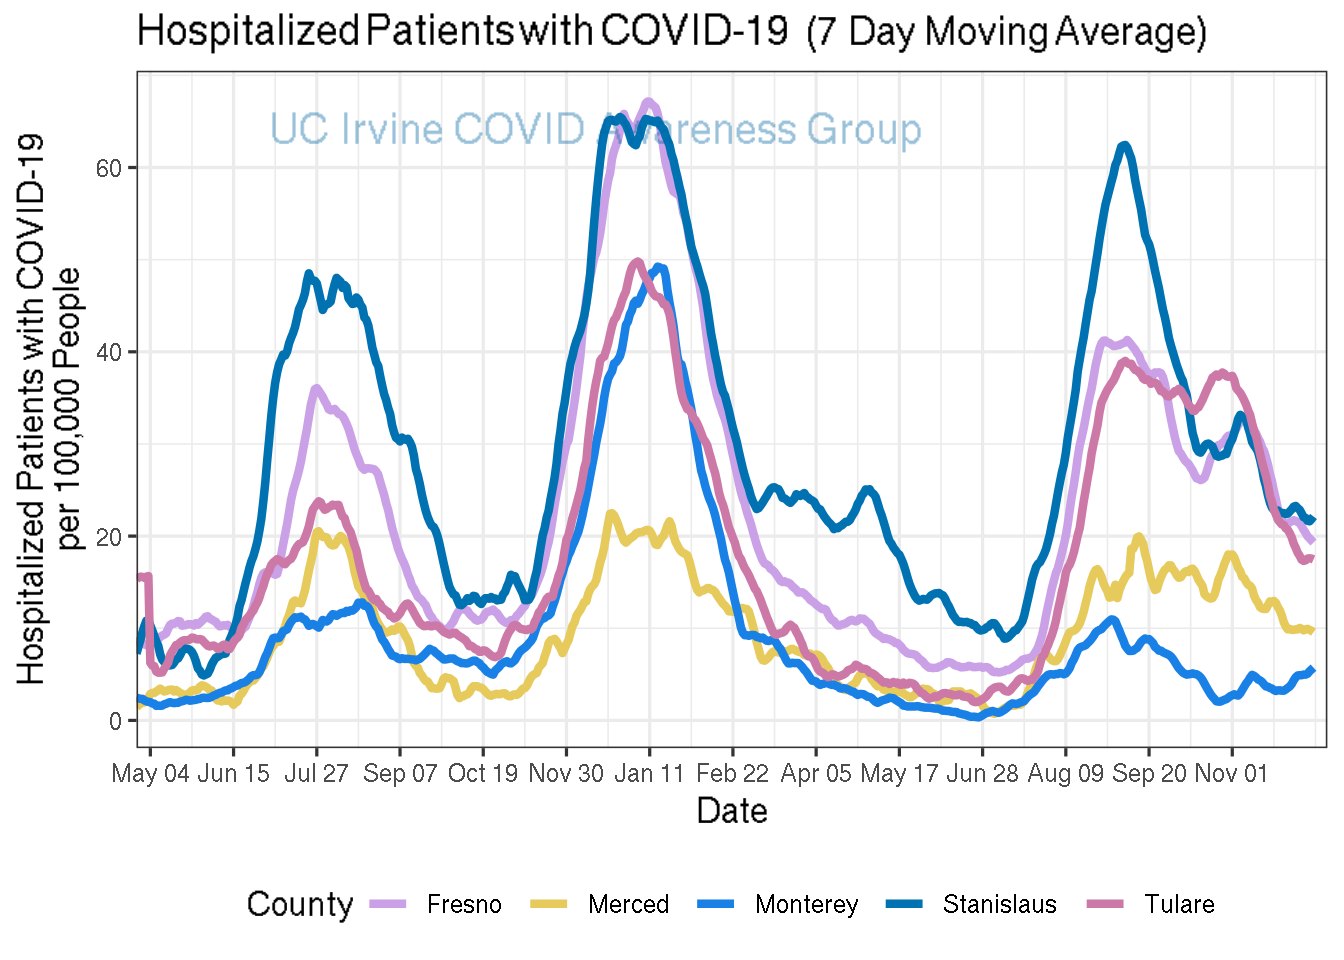 Hospitalized Patients with COVID-19 (7 Day Moving Average)
UC Irvine COVID Awareness Group
Hospitalized Patients with COVID-19
per 100,000 People
60
40
20
0
May 04 Jun 15 Jul 27 Sep 07 Oct 19 Nov 30 Jan 11 Feb 22 Apr 05 May 17 Jun 28 Aug 09 Sep 20 Nov 01
Date
County Fresno Merced Monterey Stanislaus Tulare